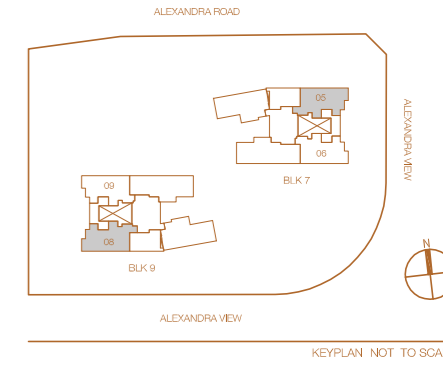 ALEXANDRA ROAD
05
ALEXANDRA VIEW
06
BLK 7
09
08
BLK 9
N
ALEXANDRA VIEW
KEYPLAN NOT TO SCA